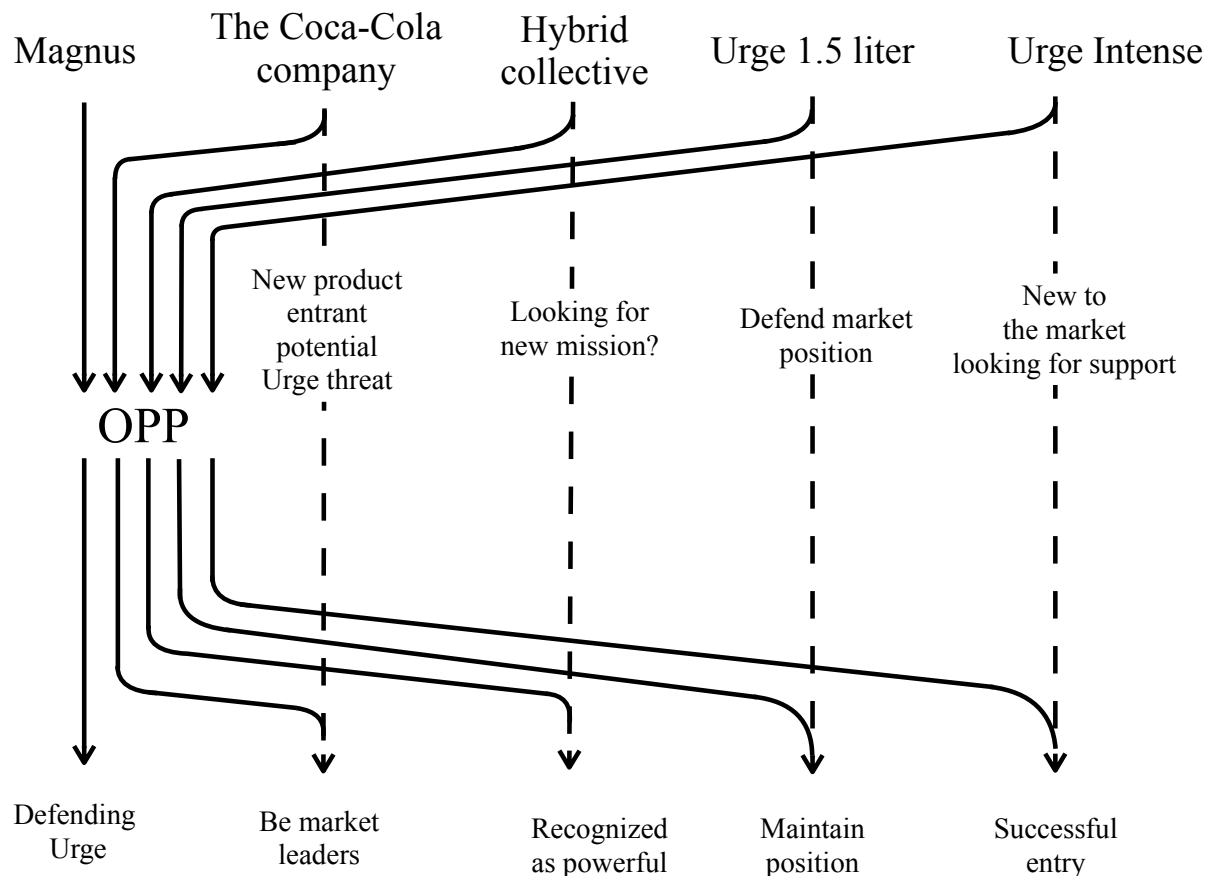 Magnus
The Coca-Cola
company
Hybrid
collective
Urge 1.5 liter
Urge Intense
New product
entrant
potential
Urge threat
Looking for
new mission?
Defend market
position
New to
the market
looking for support
OPP
Defending
Urge
Be market
leaders
Recognized
as powerful
Maintain
position
Successful
entry